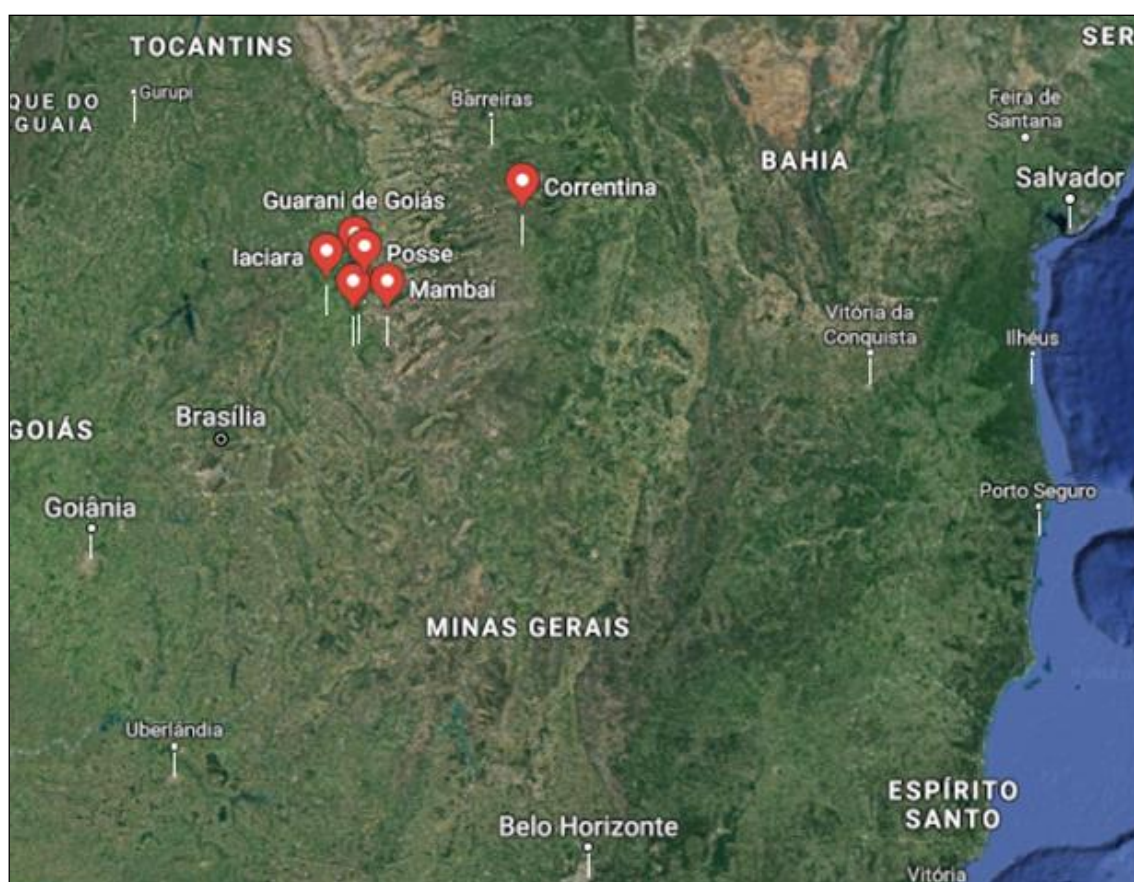 TOCANTINS
SER
Gurupi
QUE DO
GUAIA
Barreiras
Feira de
Santana
BAHIA
Correntina
Salvador
Guarani de Goiás
Iaciara
Posse
Mambaí
Vitória da
Conquista
Ilhéus
Brasília
GOIÁS
Goiânia
Porto Seguro
MINAS GERAIS
Uberlândia
ESPÍRITO
SANTO
Belo Horizonte
Vitória